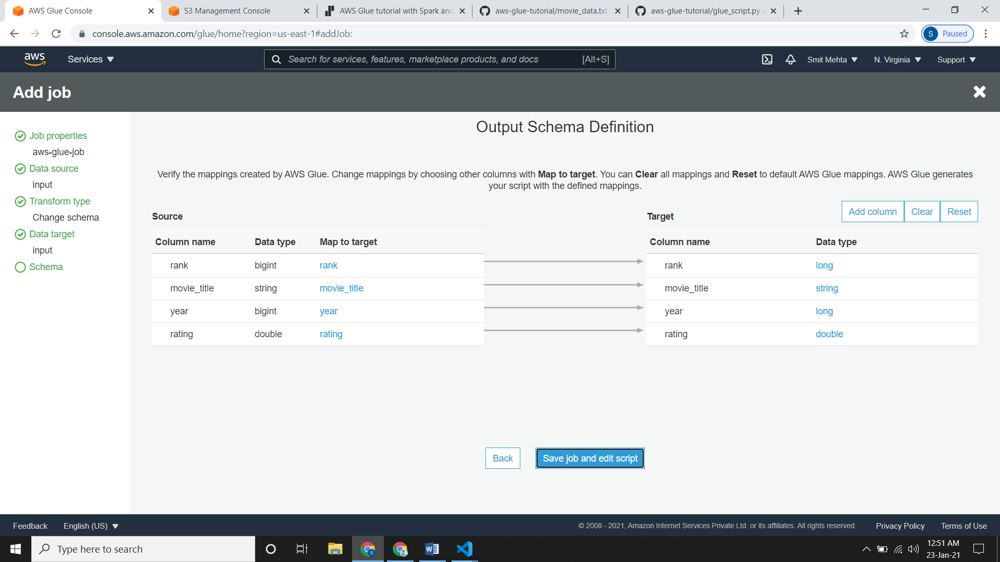 AWS Glue Console
S3 Management Console
AWS Glue tutorial with Spark and
aws-glue-tutorial/movie_data.txt
aws-glue-tutorial/glue_script.py a
console.aws.amazon.com/glue/home?region=us-east-1#addJob:
S Paused
aws Services Search for services, features, marketplace products, and docs [Alt+S] Smit Mehta N. Virginia Support
Add job
Job properties
aws-glue-job
Data source
input
Transform type
Change schema
Data target
input
Schema
Output Schema Definition
Verify the mappings created by AWS Glue. Change mappings by choosing other columns with Map to target. You can Clear all mappings and Reset to default AWS Glue mappings. AWS Glue generates
your script with the defined mappings.
Add column Clear Reset
Source Target
Column name Data type Map to target Column name Data type
rank bigint rank rank long
movie_title string movie_title movie_title string
year bigint year year long
rating double rating rating double
Back Save job and edit script
Feedback English (US) © 2008 - 2021, Amazon Internet Services Private Ltd. or its affiliates. All rights reserved. Privacy Policy Terms of Use
Type here to search
12:51 AM
23-Jan-21